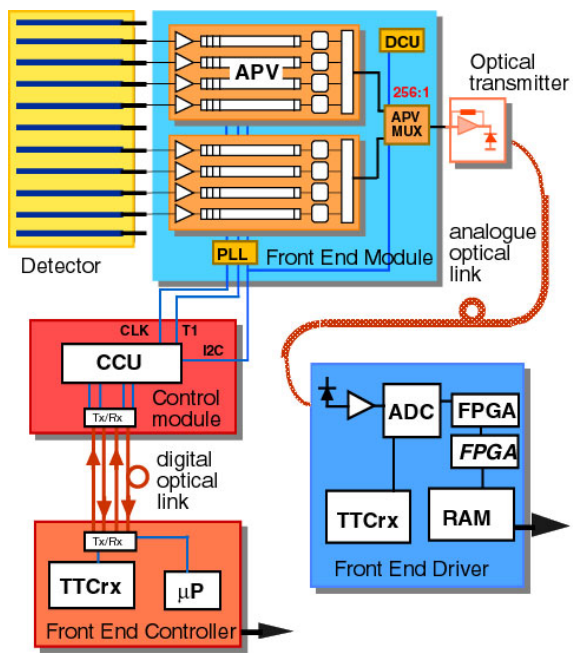 DCU
Optical
transmitter
APV
256:1
APV
MUX
PLL
Front End Module
Detector
analogue
optical
link
CLK
T1
I2C
CCU
Control
module
Tx/Rx
digital
optical
link
Tx/Rx
TTCrx
µP
Front End Controller
ADC
FPGA
FPGA
TTCrx
RAM
Front End Driver